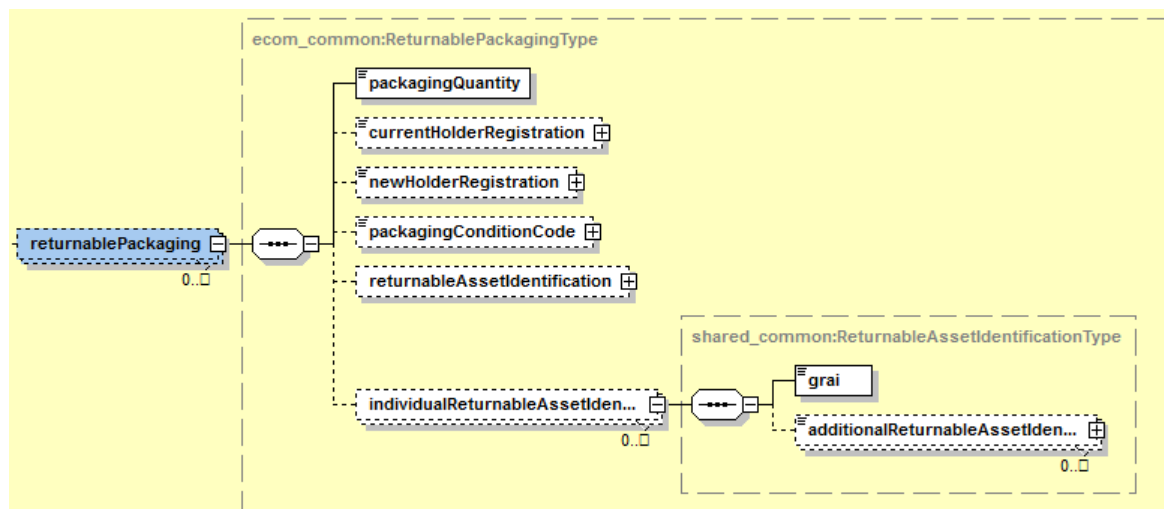 ecom_common:ReturnablePackagingType
packagingQuantity
currentHolderRegistration
newHolderRegistration
packagingConditionCode
returnablePackaging
0..□
returnableAssetIdentification
shared_common:ReturnableAssetIdentificationType
grai
individualReturnableAssetIden...
0..□
additionalReturnableAssetIden...
0..□